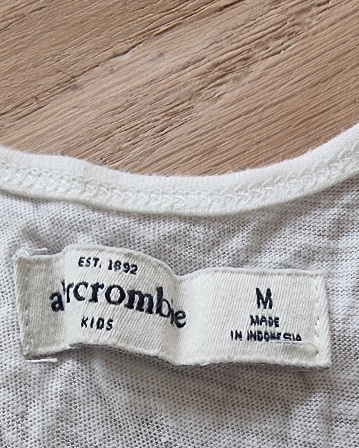 EST. 1892
abercrombie
KIDS
M
MADE
IN INDONESIA